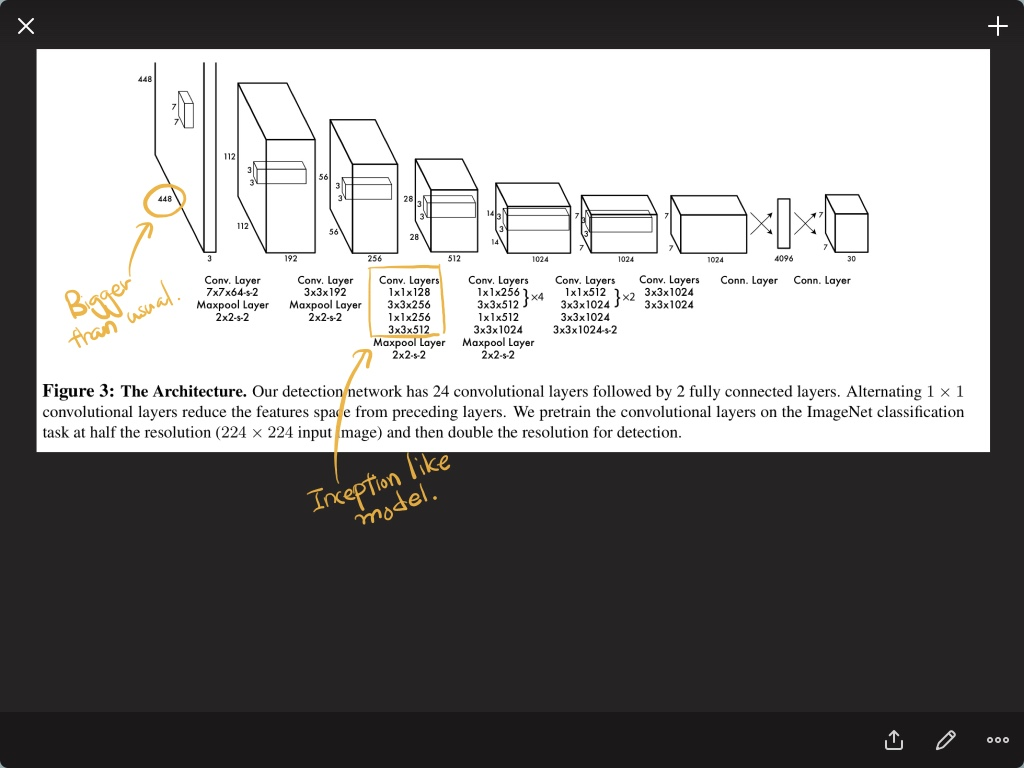 448
7
7
448
3
112
3
3
112
192
56
3
3
56
256
28
3
3
28
512
14
3
3
14
1024
7
3
3
7
1024
7
7
1024
4096
7
7
30
Conv. Layer
7x7x64-s-2
Maxpool Layer
2x2-s-2
Conv. Layer
3x3x192
Maxpool Layer
2x2-s-2
Conv. Layers
1x1x128
3x3x256
1x1x256
3x3x512
Maxpool Layer
2x2-s-2
Conv. Layers
1x1x256
3x3x512
}×4
1x1x512
3x3x1024
Maxpool Layer
2x2-s-2
Conv. Layers
1x1x512
3x3x1024
}×2
3x3x1024
3x3x1024-s-2
Conv. Layers
3x3x1024
3x3x1024
Conn. Layer
Conn. Layer
Bigger
than usual.
Figure 3: The Architecture. Our detection network has 24 convolutional layers followed by 2 fully connected layers. Alternating 1 × 1
convolutional layers reduce the features space from preceding layers. We pretrain the convolutional layers on the ImageNet classification
task at half the resolution (224 × 224 input image) and then double the resolution for detection.
Inception like
model.